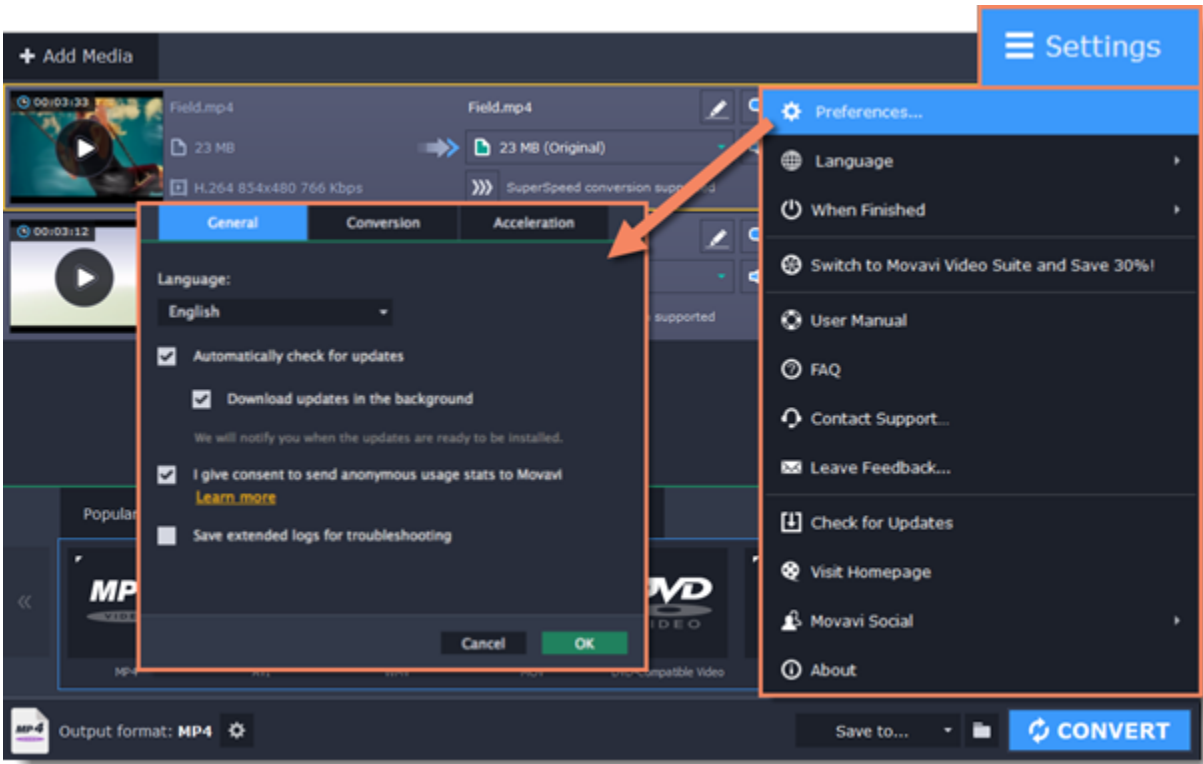 + Add Media
Settings
00:03:33
Field.mp4
Field.mp4
23 MB
23 MB (Original)
H.264 854x480 766 Kbps
SuperSpeed conversion supported
Preferences...
Language
When Finished
Switch to Movavi Video Suite and Save 30%!
User Manual
FAQ
Contact Support...
Leave Feedback...
Check for Updates
Visit Homepage
Movavi Social
About
00:03:12
supported
General
Conversion
Acceleration
Language:
English
Automatically check for updates
Download updates in the background
We will notify you when the updates are ready to be installed.
I give consent to send anonymous usage stats to Movavi
Learn more
Save extended logs for troubleshooting
Cancel
OK
Popular
MP
VIDEO
MP4
DVD-Compatible Video
MP4
Output format: MP4
Save to...
CONVERT